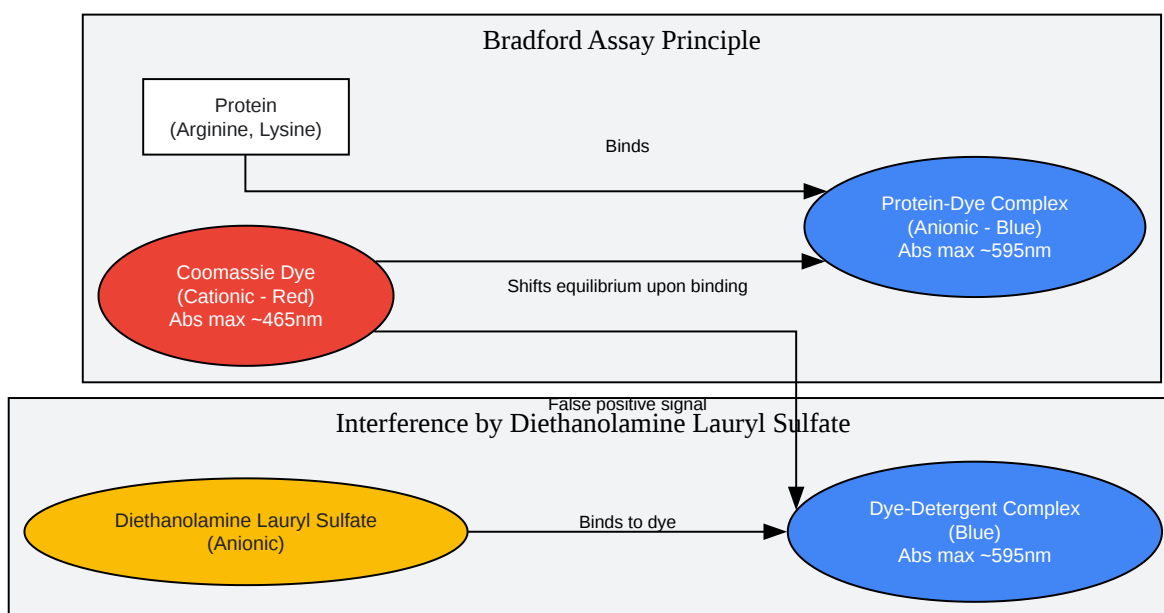 Bradford Assay Principle
Protein
(Arginine, Lysine)
Binds
Protein-Dye Complex
(Anionic - Blue)
Abs max ~595nm
Coomassie Dye
(Cationic - Red)
Abs max ~465nm
Shifts equilibrium upon binding
False positive signal
Interference by Diethanolamine Lauryl Sulfate
Diethanolamine Lauryl Sulfate
(Anionic)
Binds to dye
Dye-Detergent Complex
(Blue)
Abs max ~595nm